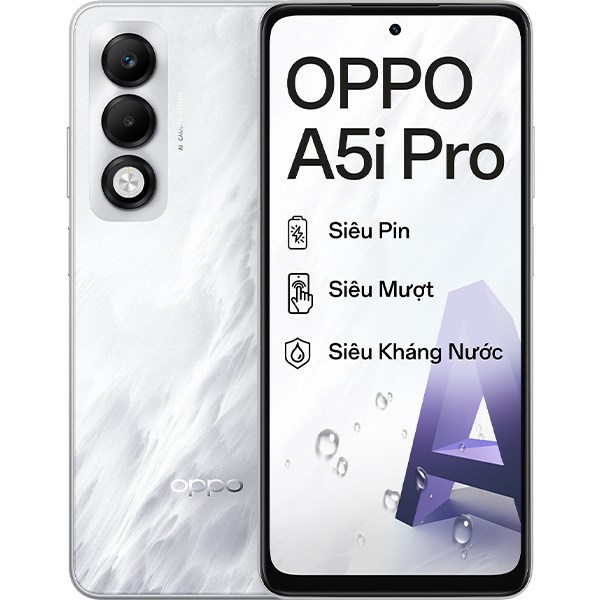 OPPO
A5i Pro
Siêu Pin
Siêu Mượt
Siêu Kháng Nước
oppo